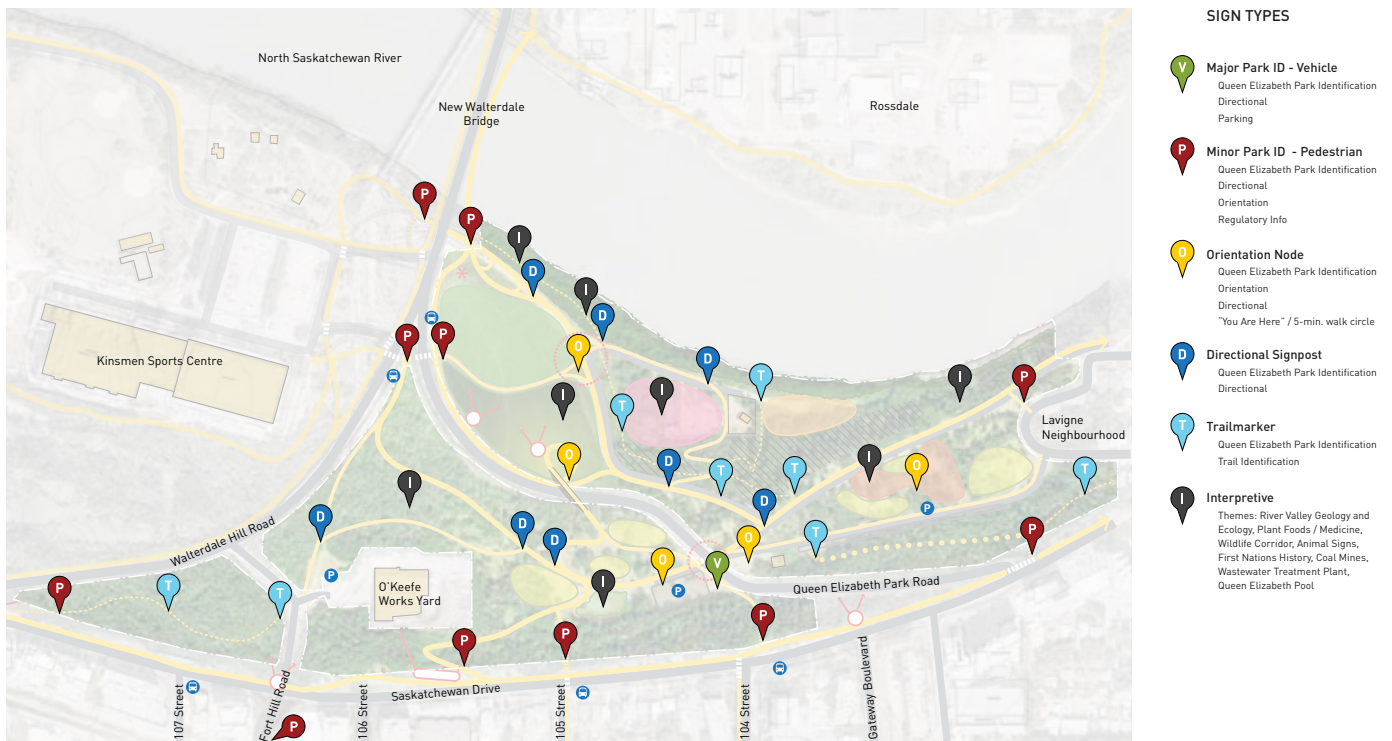 North Saskatchewan River
New Walterdale
Bridge
Rossdale
P
P
I
D
I
D
P
P
Kinsmen Sports Centre
O
D
T
I
P
I
I
T
Lavigne
Neighbourhood
O
D
T
T
I
O
T
I
D
P
D
Walterdale Hill Road
D
D
O
T
P
O
V
P
I
P
P
T
T
O'Keefe
Works Yard
P
Queen Elizabeth Park Road
P
P
P
Saskatchewan Drive
107 Street
Fort Hill Road
106 Street
105 Street
104 Street
Gateway Boulevard
P
SIGN TYPES
V
Major Park ID - Vehicle
Queen Elizabeth Park Identification
Directional
Parking
P
Minor Park ID - Pedestrian
Queen Elizabeth Park Identification
Directional
Orientation
Regulatory Info
O
Orientation Node
Queen Elizabeth Park Identification
Orientation
Directional
"You Are Here" / 5-min. walk circle
D
Directional Signpost
Queen Elizabeth Park Identification
Directional
T
Trailmarker
Queen Elizabeth Park Identification
Trail Identification
I
Interpretive
Themes: River Valley Geology and
Ecology, Plant Foods / Medicine,
Wildlife Corridor, Animal Signs,
First Nations History, Coal Mines,
Wastewater Treatment Plant,
Queen Elizabeth Pool